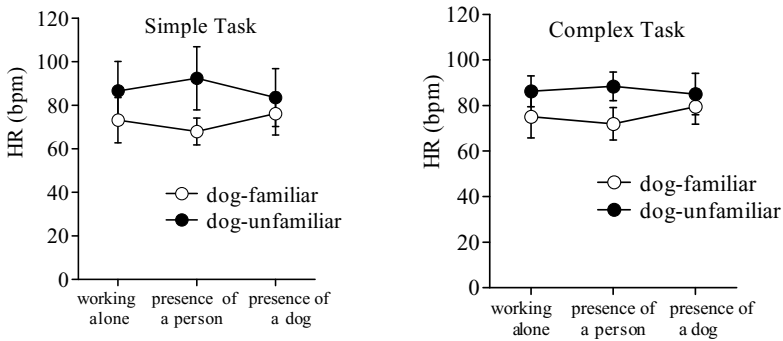 Simple Task
HR (bpm)
120
100
80
60
40
20
0
dog-familiar
dog-unfamiliar
working alone
presence of a person
presence of a dog
Complex Task
HR (bpm)
120
100
80
60
40
20
0
dog-familiar
dog-unfamiliar
working alone
presence of a person
presence of a dog